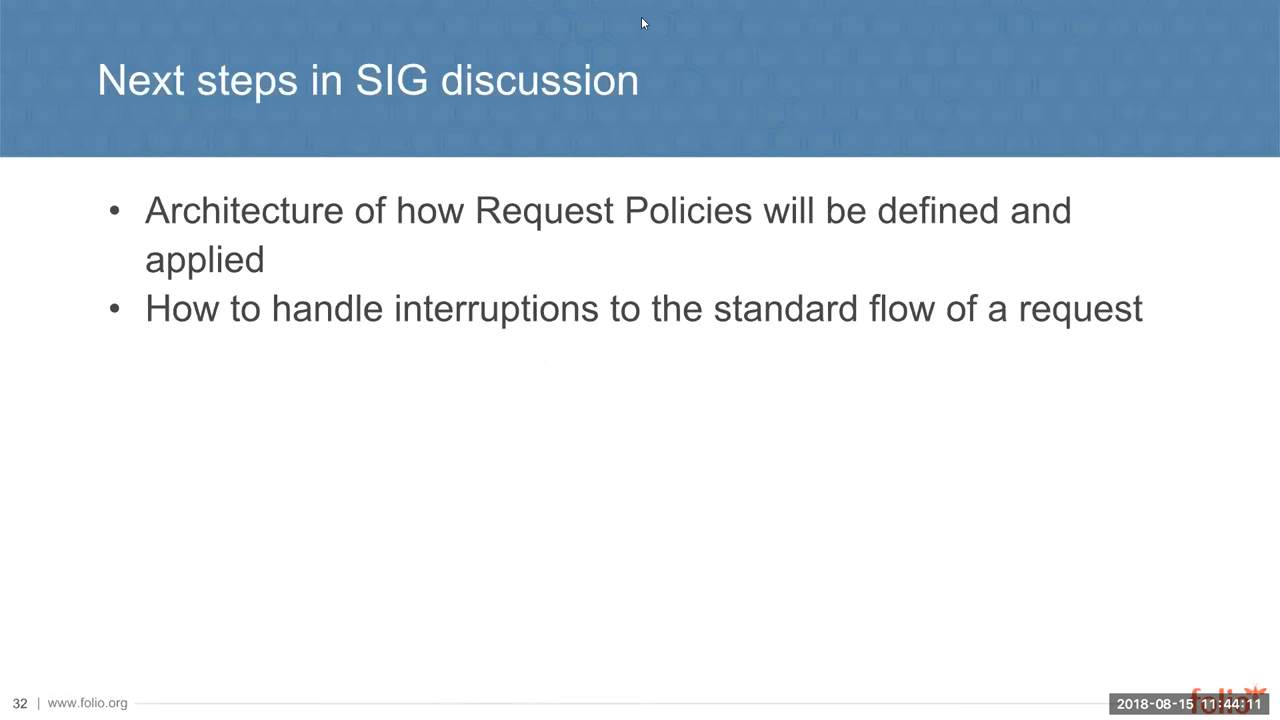 Next steps in SIG discussion
• Architecture of how Request Policies will be defined and
applied
• How to handle interruptions to the standard flow of a request
32 | www.folio.org
folio
2018-08-15 11:44:11